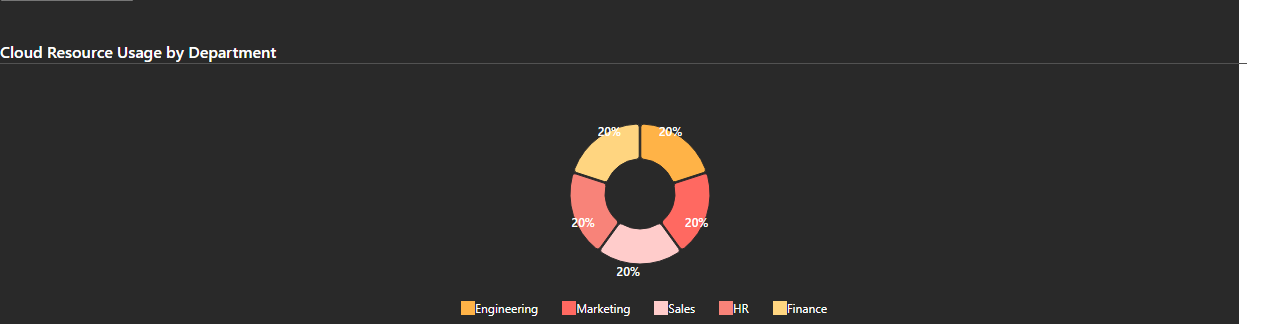 Cloud Resource Usage by Department
20% 20%
20% 20%
20%
Engineering Marketing Sales HR Finance